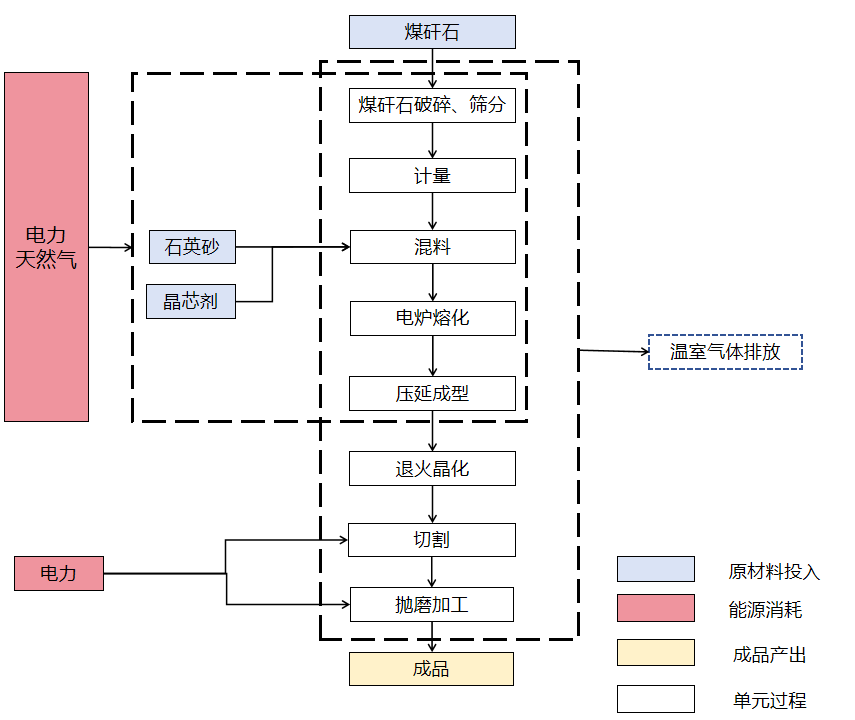 煤矸石
煤矸石破碎、筛分
计量
电力
天然气
石英砂
混料
晶芯剂
电炉熔化
温室气体排放
压延成型
退火晶化
切割
电力
抛磨加工
成品
原材料投入
能源消耗
成品产出
单元过程